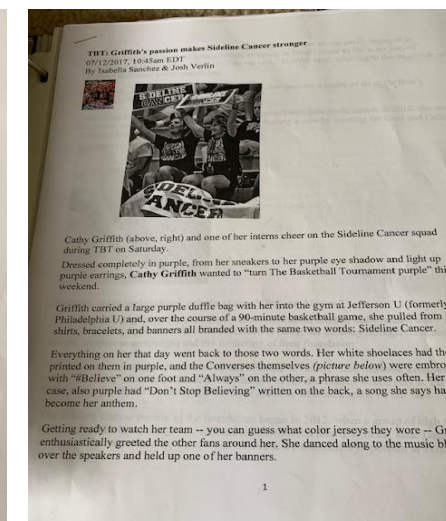 TBT: Griffith's passion makes Sideline Cancer stronger
07/12/2017, 10:45am EDT
By Isabella Sanchez & Josh Verlin
SIDELINE
CANCER
SIDELINE
CANCER
Cathy Griffith (above, right) and one of her interns cheer on the Sideline Cancer squad
during TBT on Saturday.
Dressed completely in purple, from her sneakers to her purple eye shadow and light up
purple earrings, Cathy Griffith wanted to "turn The Basketball Tournament purple" thi
weekend.
Griffith carried a large purple duffle bag with her into the gym at Jefferson U (formerly
Philadelphia U) and, over the course of a 90-minute basketball game, she pulled from
shirts, bracelets, and banners all branded with the same two words: Sideline Cancer.
Everything on her that day went back to those two words. Her white shoelaces had the
printed on them in purple, and the Converses themselves (picture below) were embro
with "#Believe" on one foot and "Always" on the other, a phrase she uses often. Her
case, also purple had "Don't Stop Believing" written on the back, a song she says ha
become her anthem.
Getting ready to watch her team -- you can guess what color jerseys they wore -- Gr
enthusiastically greeted the other fans around her. She danced along to the music bl
over the speakers and held up one of her banners.
1